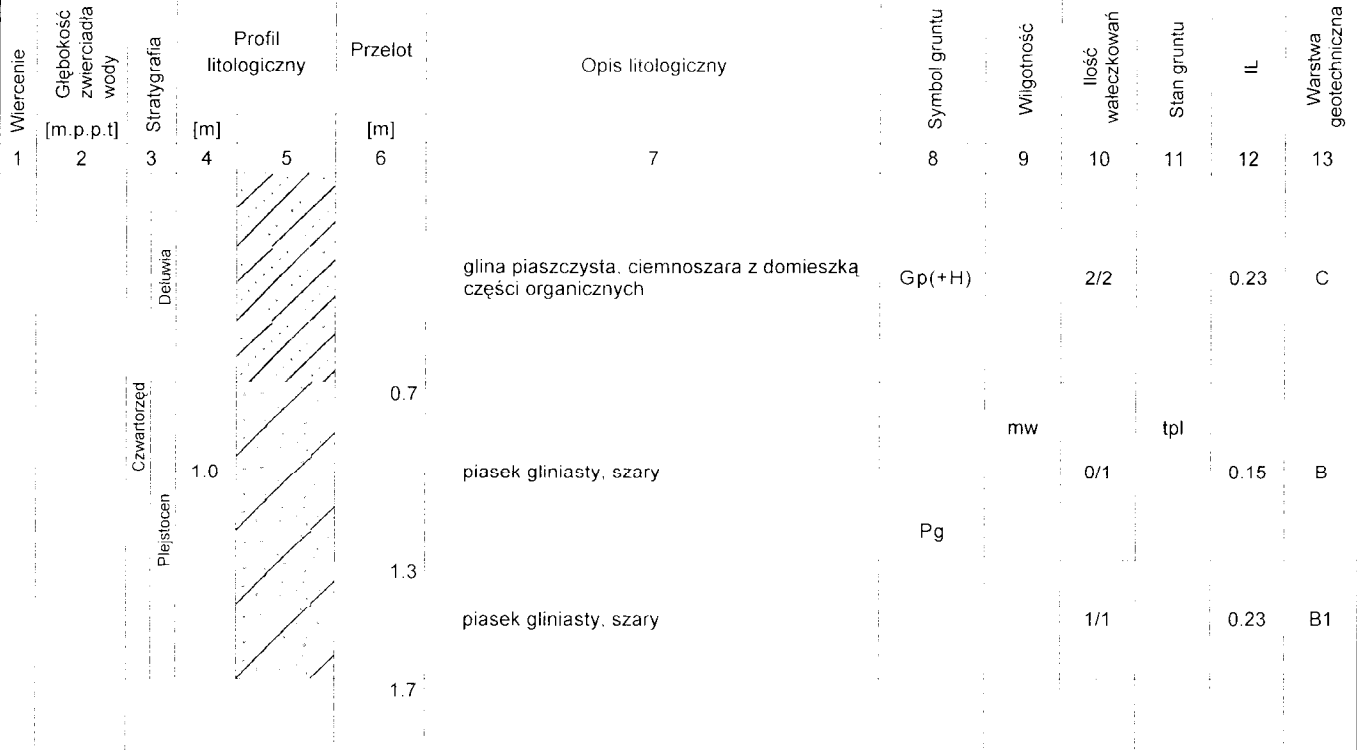 Wiercenie
Głębokość
zwierciadła
wody
[m.p.p.t]
Stratygrafia
Profil
litologiczny
[m]
Przelot
[m]
Opis litologiczny
Symbol gruntu
Wilgotność
Ilość
wałeczkowań
Stan gruntu
IL
Warstwa
geotechniczna
1 2 3 4 5 6 7 8 9 10 11 12 13
Deluwia
glina piaszczysta, ciemnoszara z domieszką
części organicznych
Gp(+H) 2/2 0.23 C
0.7
Czwartorzęd
mw tpl
1.0 piasek gliniasty, szary 0/1 0.15 B
Plejstocen
Pg
1.3
piasek gliniasty, szary 1/1 0.23 B1
1.7